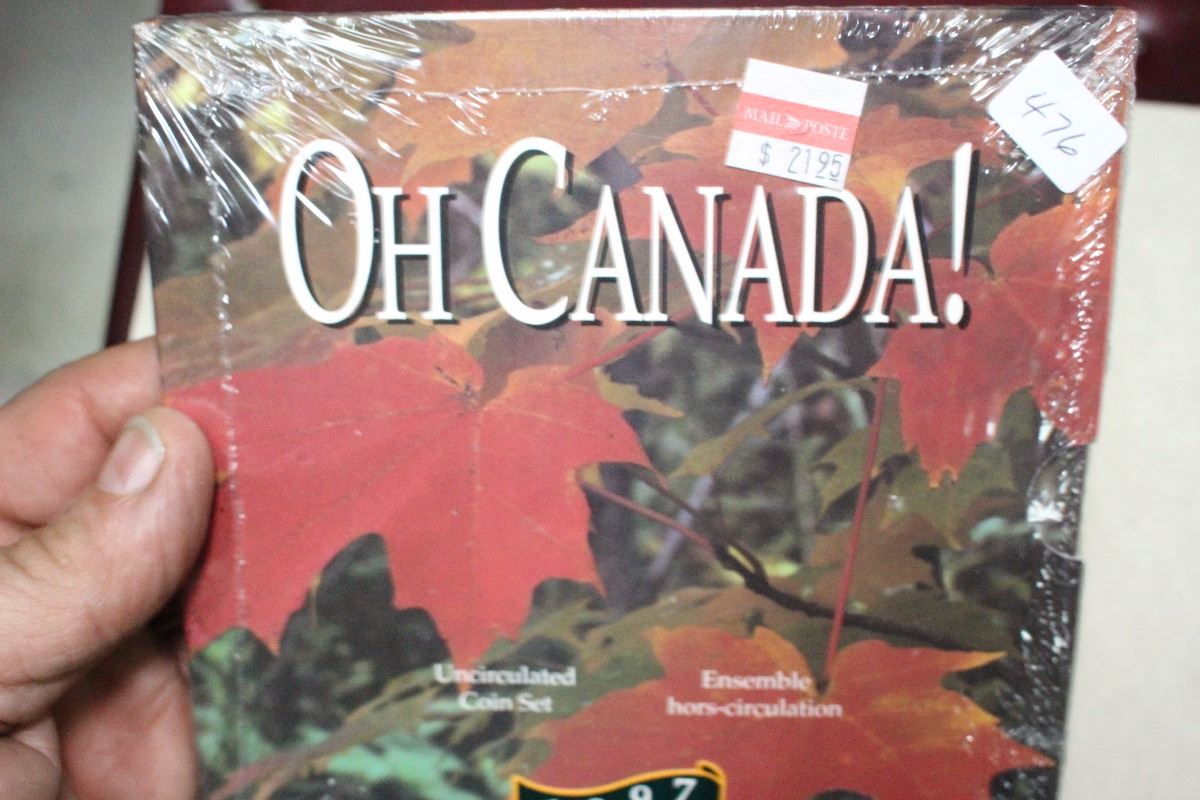 MAIL POSTE
$ 21.95
476
OH CANADA!
Uncirculated
Coin Set
Ensemble
hors-circulation